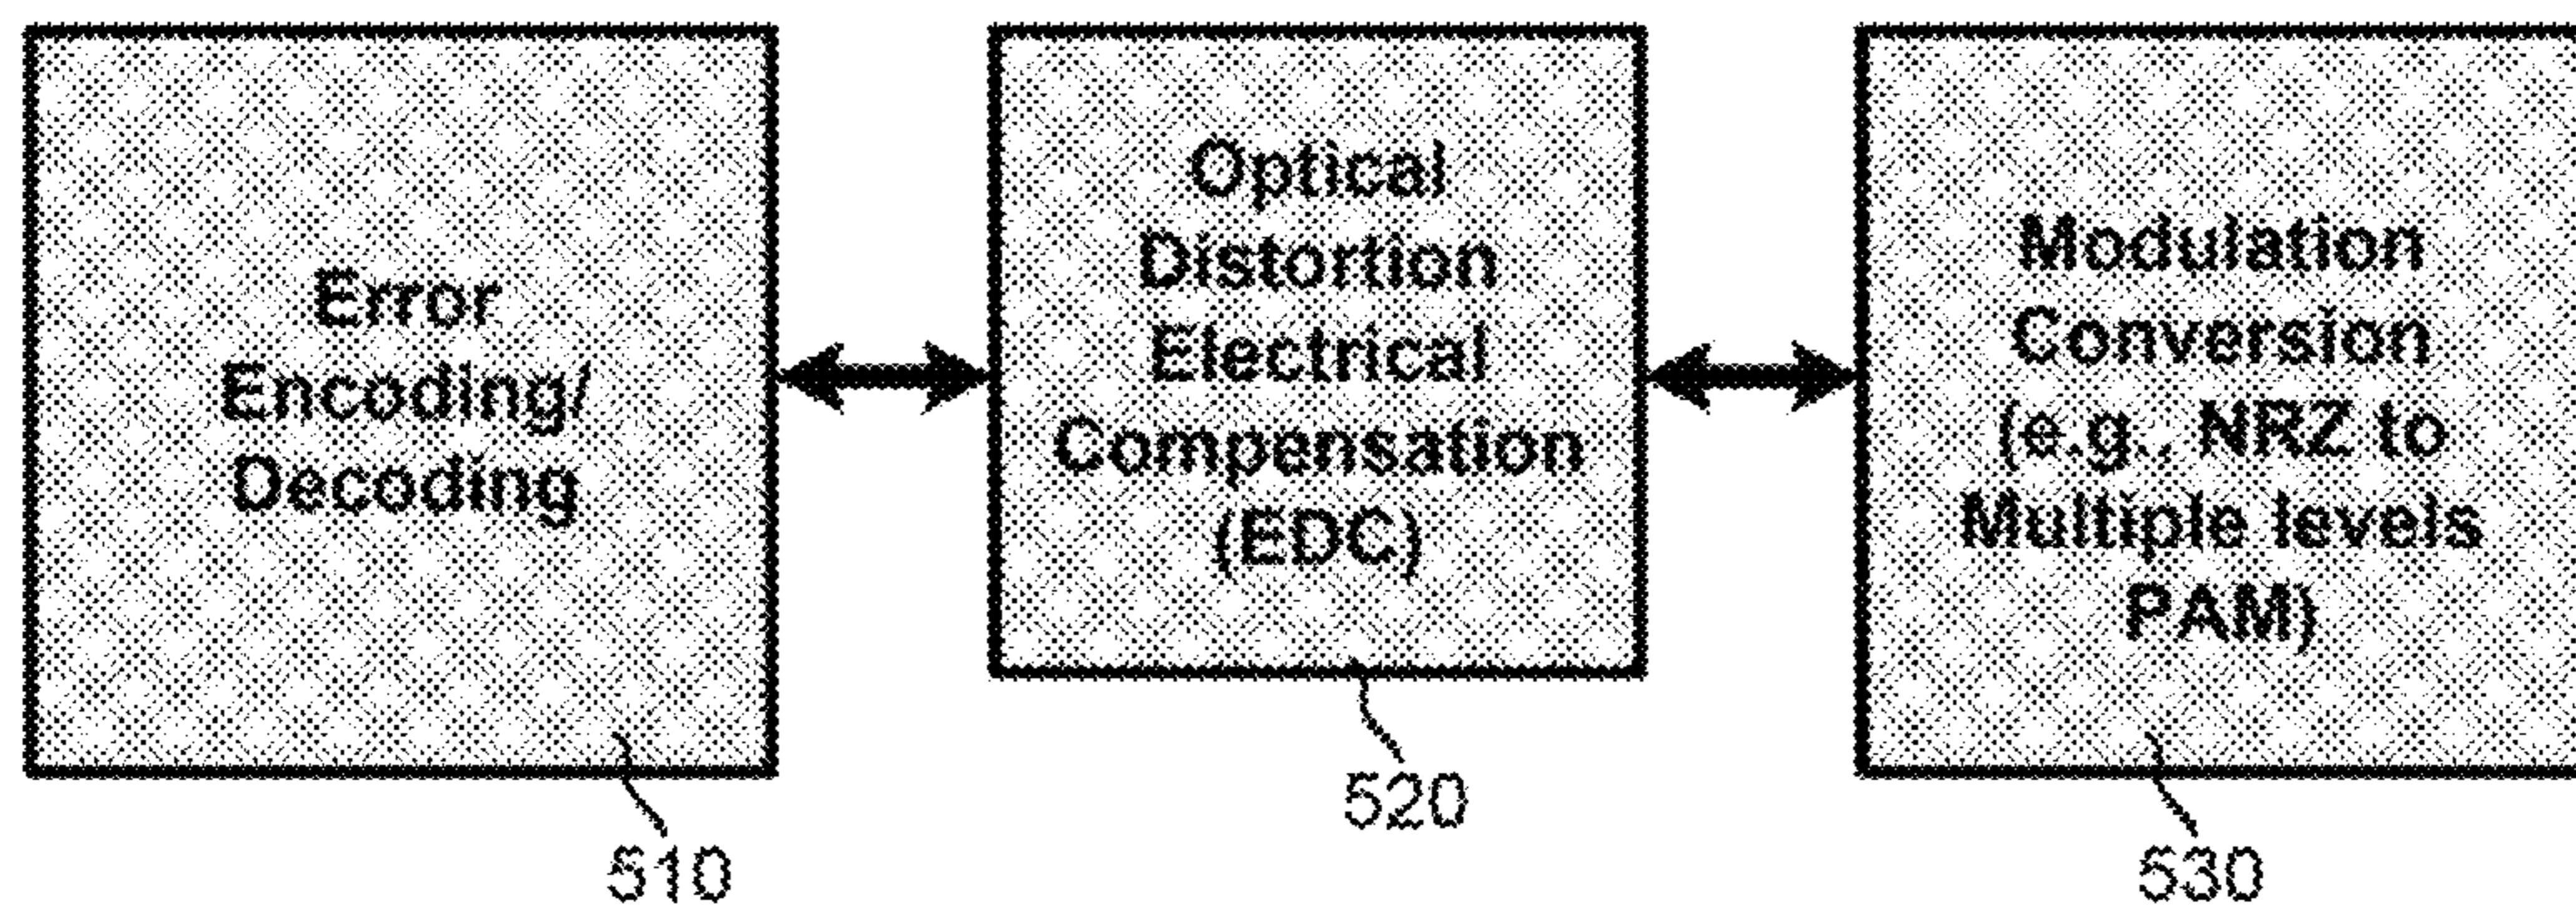 Error
Encoding/
Decoding
510
Optical
Distortion
Electrical
Compensation
(EDC)
520
Modulation
Conversion
(e.g., NRZ to
Multiple levels
PAM)
530